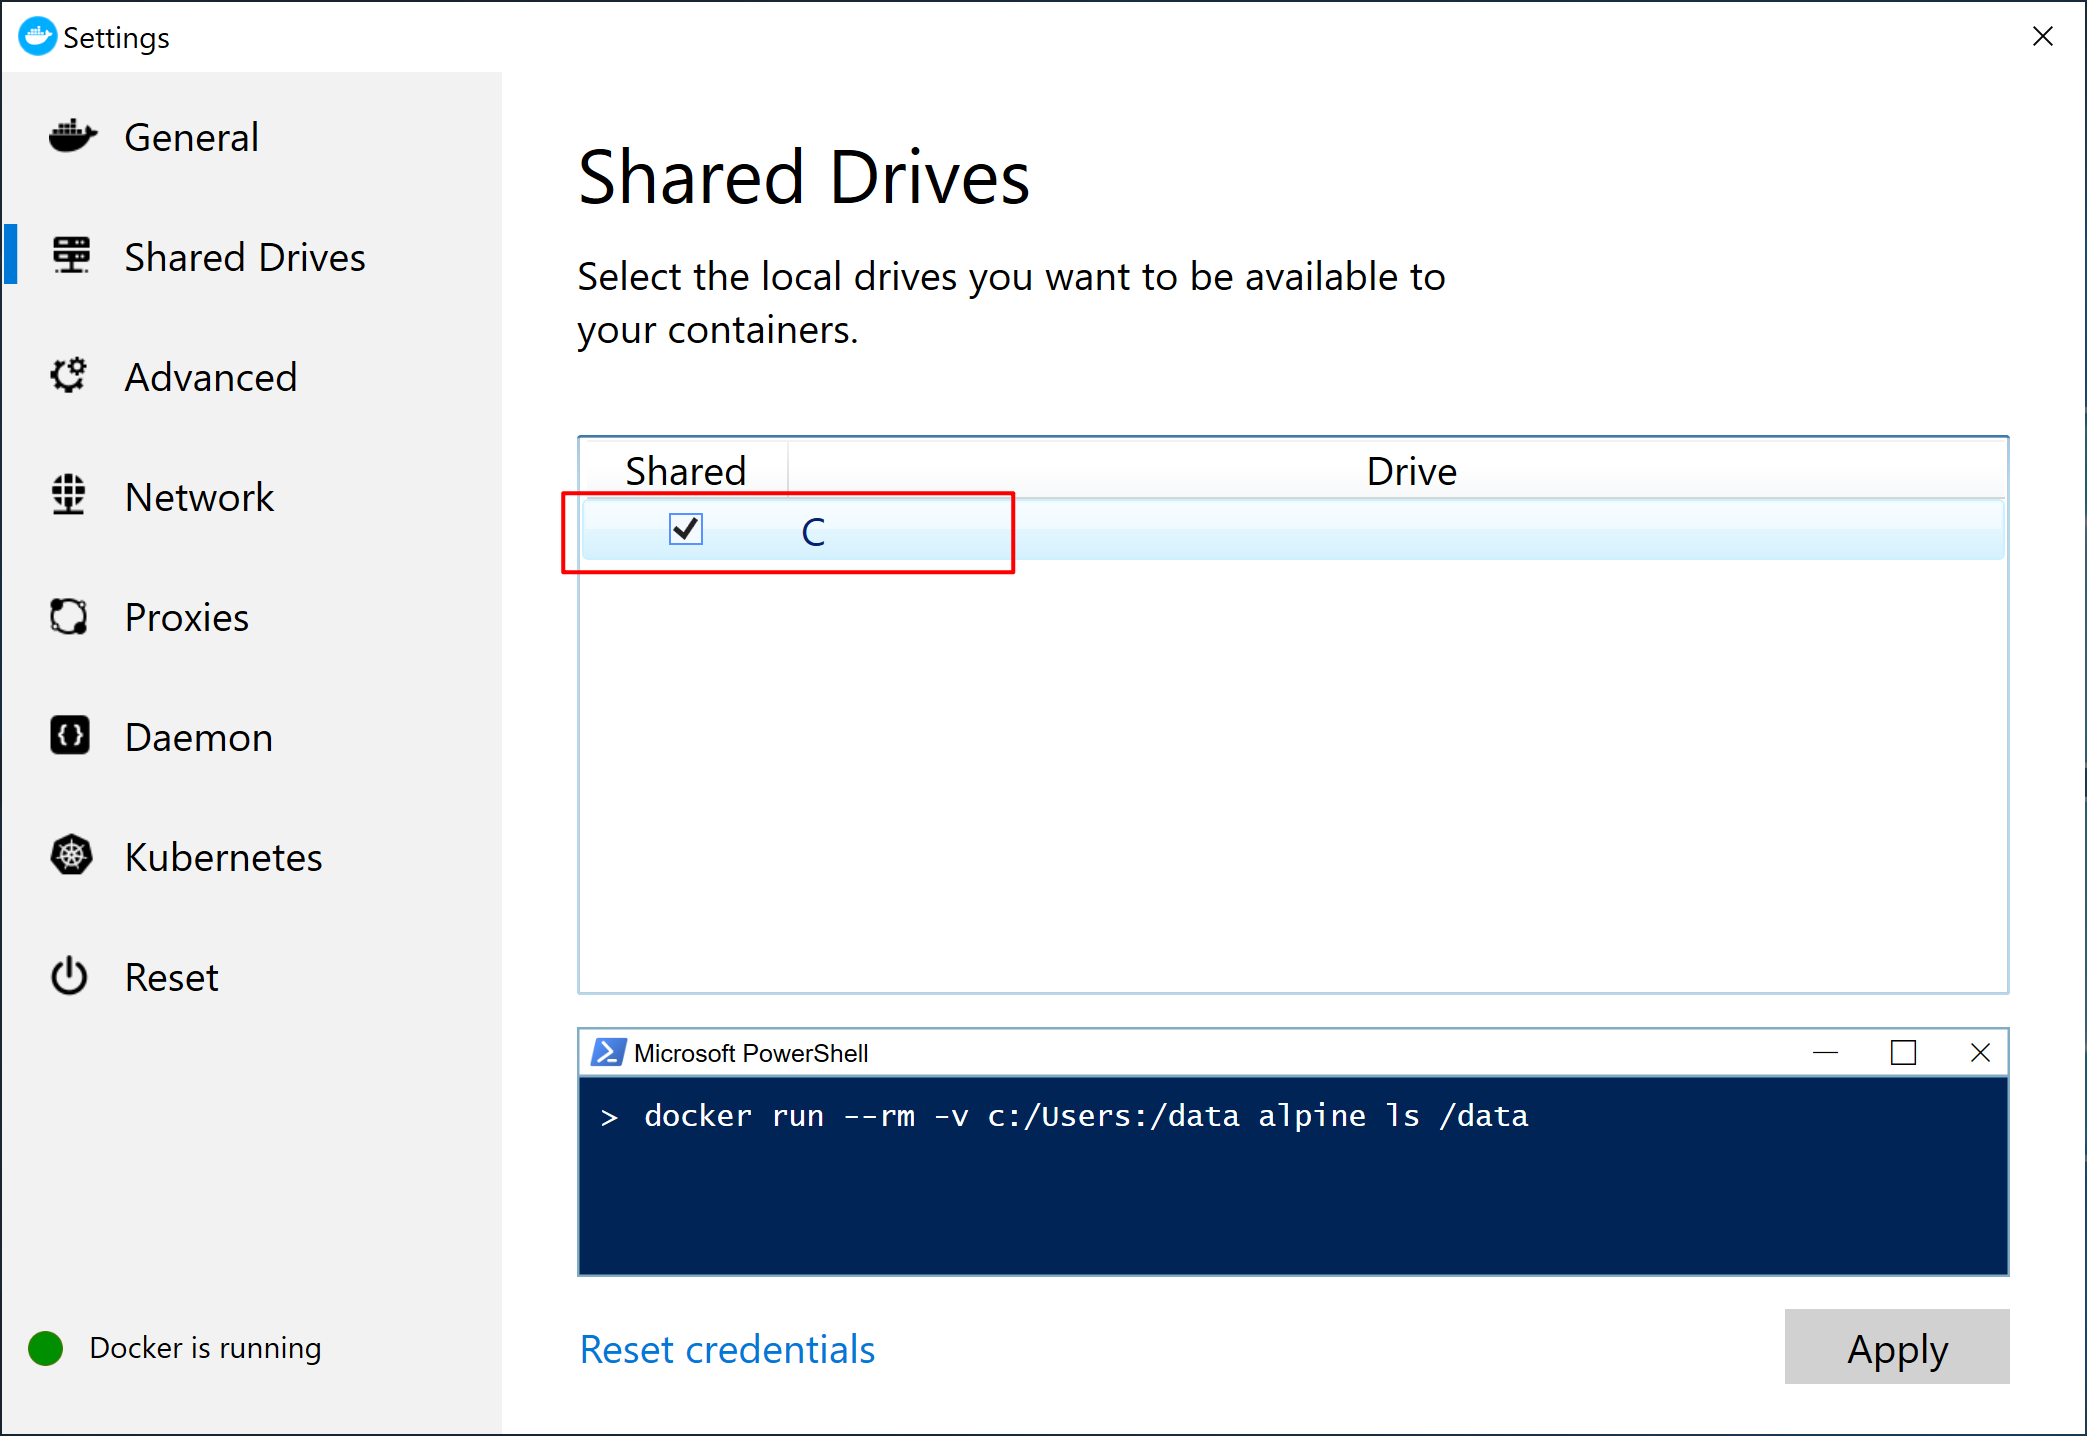 Settings
General
Shared Drives
Advanced
Network
Proxies
Daemon
Kubernetes
Reset
Docker is running
Shared Drives
Select the local drives you want to be available to
your containers.
Shared Drive
C
Microsoft PowerShell
> docker run --rm -v c:/Users:/data alpine ls /data
Reset credentials
Apply